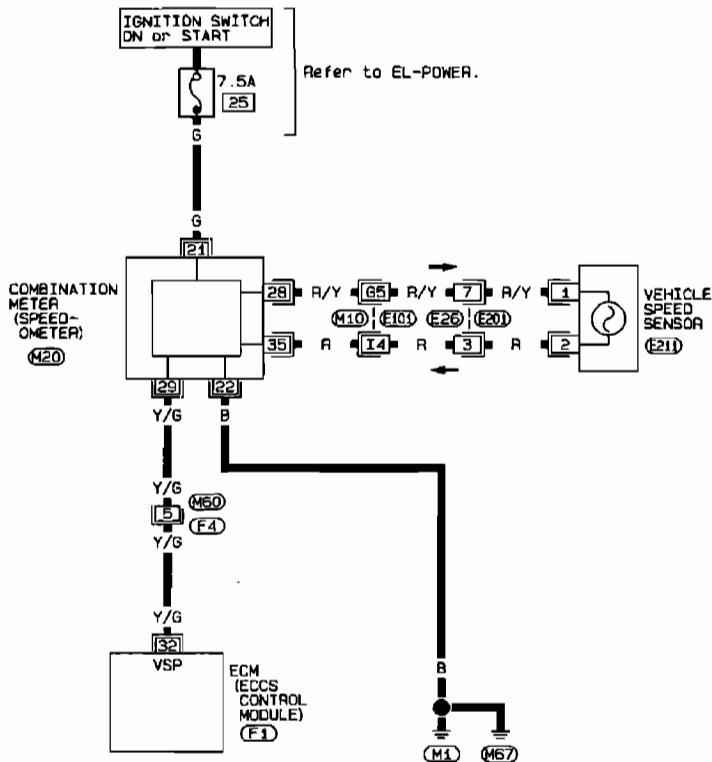 IGNITION SWITCH
ON or START
Refer to EL-POWER.
7.5A
25
G
G
21
COMBINATION
METER
(SPEED-
OMETER)
M20
28 R/Y G5 R/Y 7 R/Y 1
M10 E101 E26 E201
35 R I4 R 3 R 2
VEHICLE
SPEED
SENSOR
E211
29 22
Y/G B
Y/G
5
M60
F4
Y/G
Y/G
32
VSP
ECM
(ECCS
CONTROL
MODULE)
F1
B
M1 M67